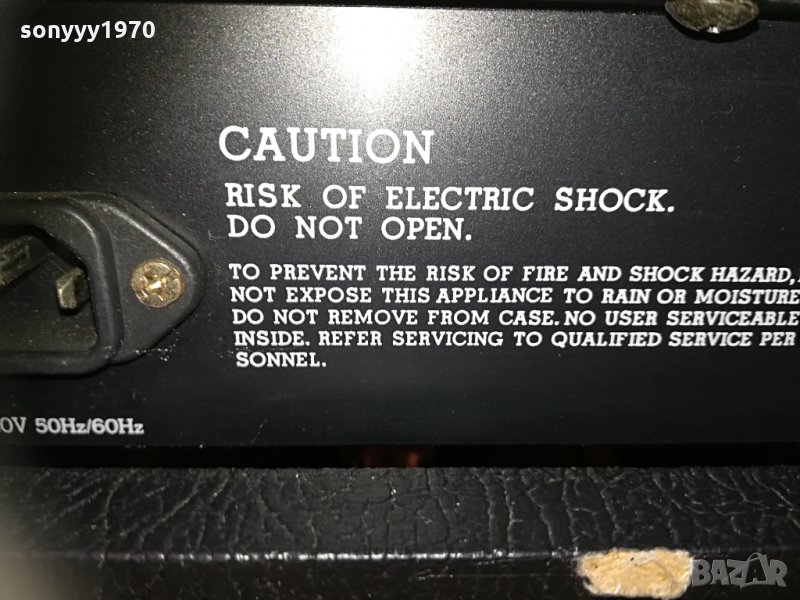 sonyyy1970
CAUTION
RISK OF ELECTRIC SHOCK.
DO NOT OPEN.
TO PREVENT THE RISK OF FIRE AND SHOCK HAZARD,
NOT EXPOSE THIS APPLIANCE TO RAIN OR MOISTURE
DO NOT REMOVE FROM CASE. NO USER SERVICEABLE
INSIDE. REFER SERVICING TO QUALIFIED SERVICE PER
SONNEL.
0V 50Hz/60Hz
BAZAR